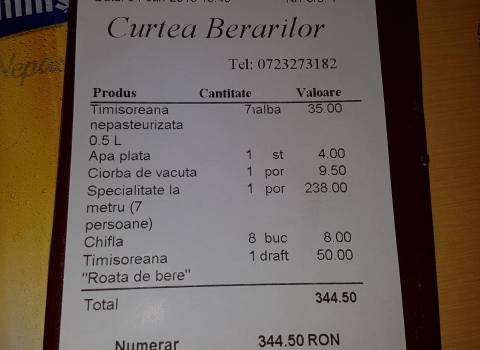 Curtea Berarilor
Tel: 0723273182
Produs Cantitate Valoare
Timisoreana 7\alba 35.00
nepasteurizata
0.5 L
Apa plata 1 st 4.00
Ciorba de vacuta 1 por 9.50
Specialitate la 1 por 238.00
metru (7
persoane)
Chifla 8 buc 8.00
Timisoreana 1 draft 50.00
"Roata de bere"
Total 344.50
Numerar 344.50 RON